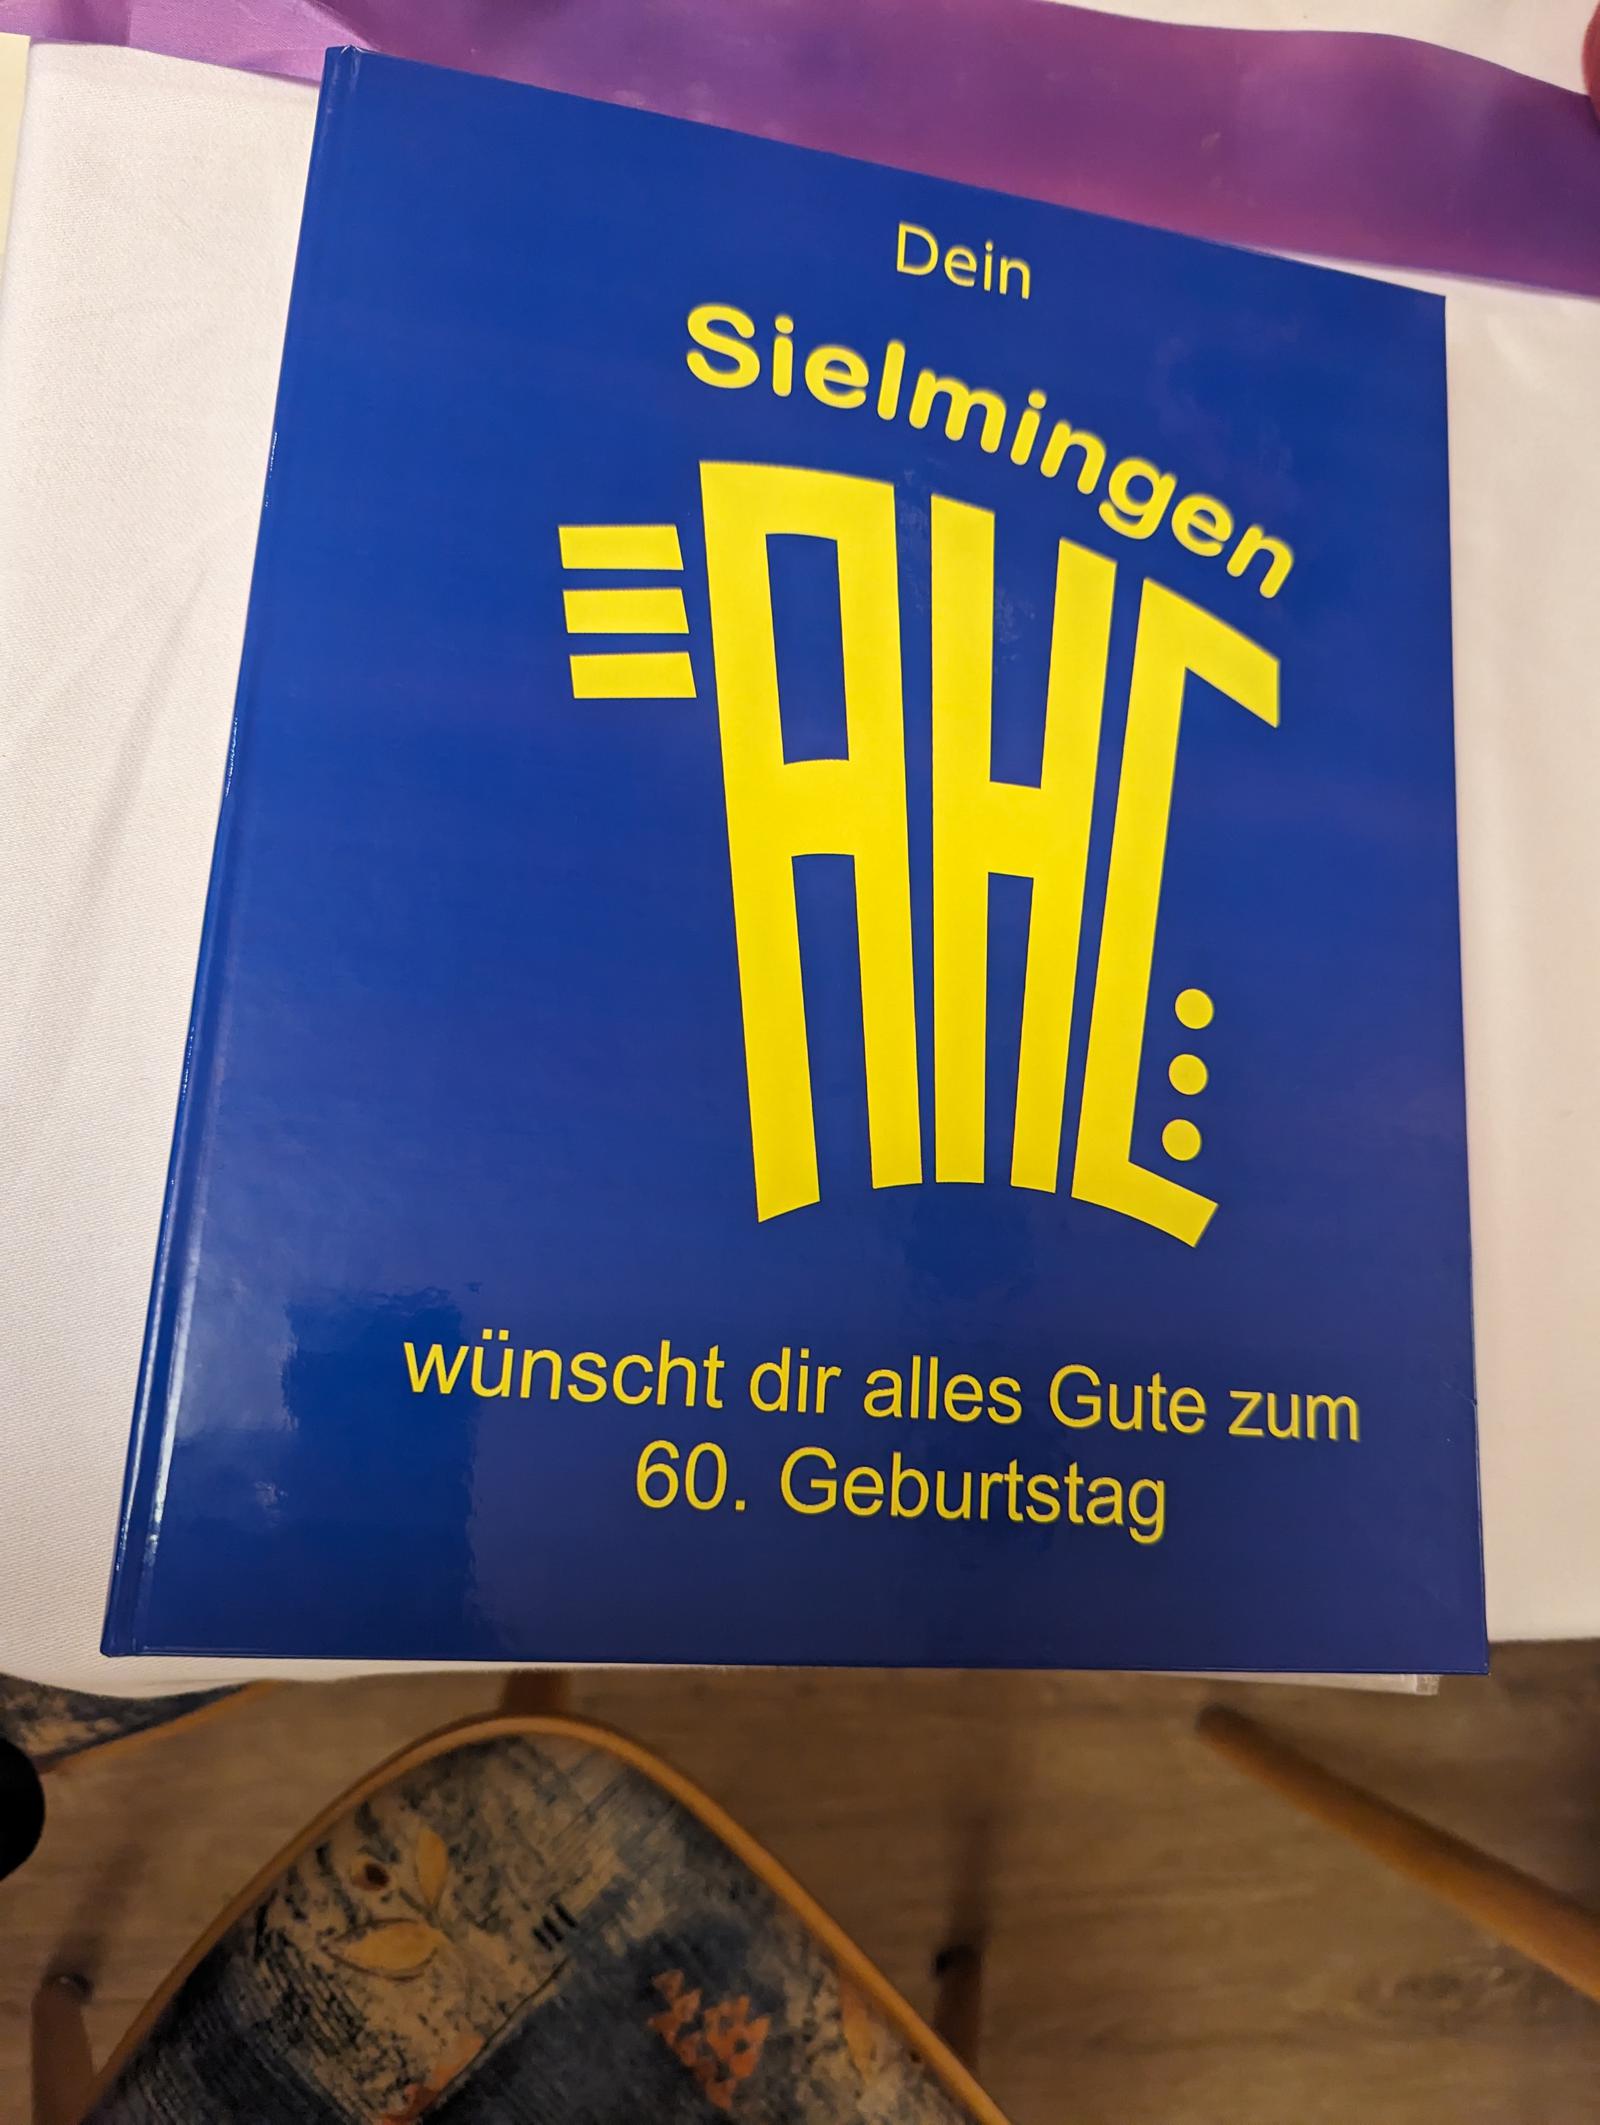 Dein
Sielmingen
AHC
wünscht dir alles Gute zum
60. Geburtstag